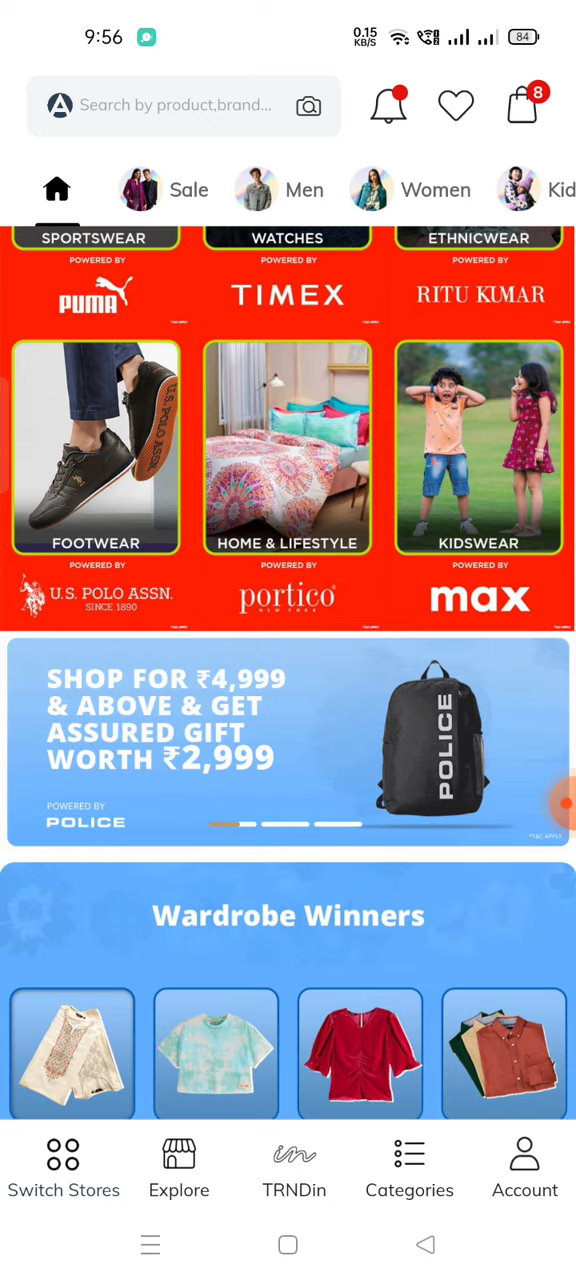 9:56
0.15
KB/S
84
Search by product,brand...
8
Sale
Men
Women
Kid
SPORTSWEAR
WATCHES
ETHNICWEAR
POWERED BY
POWERED BY
POWERED BY
PUMA
TIMEX
RITU KUMAR
FOOTWEAR
HOME & LIFESTYLE
KIDSWEAR
POWERED BY
POWERED BY
POWERED BY
U.S. POLO ASSN.
SINCE 1890
portico
NEW YORK
max
SHOP FOR ₹4,999
& ABOVE & GET
ASSURED GIFT
WORTH ₹2,999
POWERED BY
POLICE
POLICE
*T&C APPLY
Wardrobe Winners
Switch Stores
Explore
TRNDin
Categories
Account